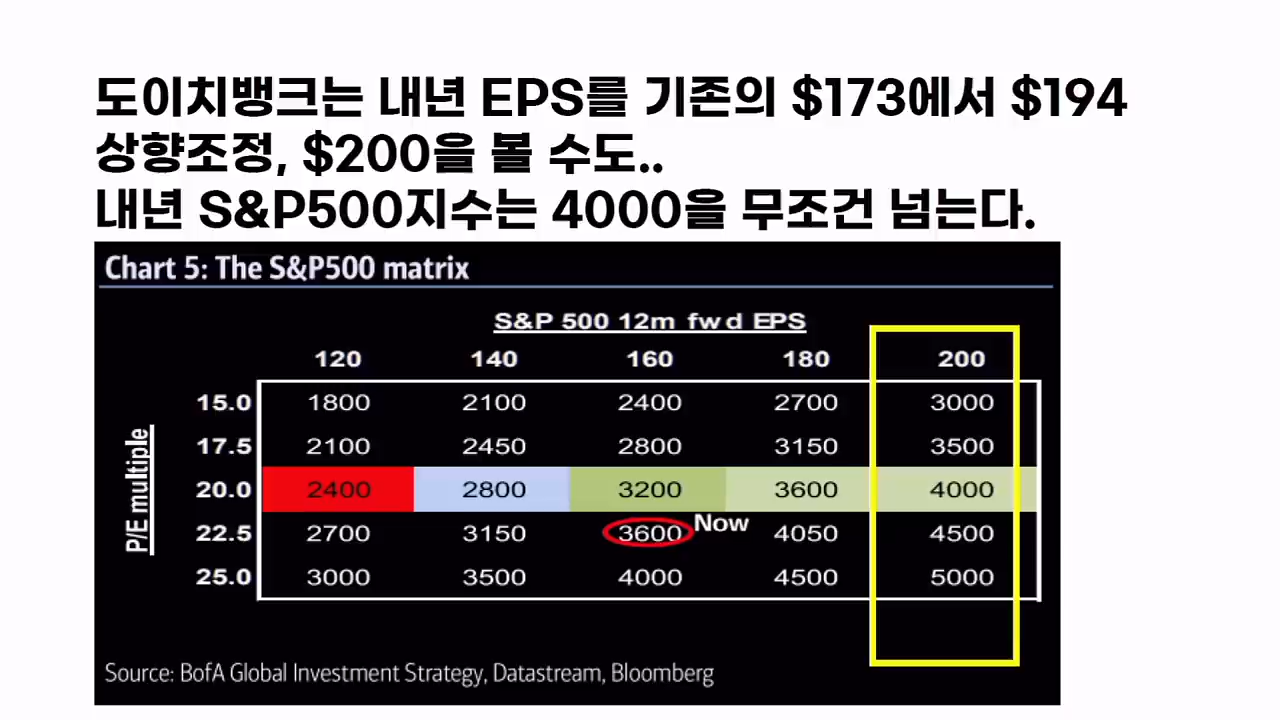 도이치뱅크는 내년 EPS를 기존의 $173에서 $194
상향조정, $200을 볼 수도..
내년 S&P500지수는 4000을 무조건 넘는다.
Chart 5: The S&P500 matrix
S&P 500 12m fwd EPS
120 140 160 180 200
P/E multiple
15.0 1800 2100 2400 2700 3000
17.5 2100 2450 2800 3150 3500
20.0 2400 2800 3200 3600 4000
22.5 2700 3150 3600 Now 4050 4500
25.0 3000 3500 4000 4500 5000
Source: BofA Global Investment Strategy, Datastream, Bloomberg